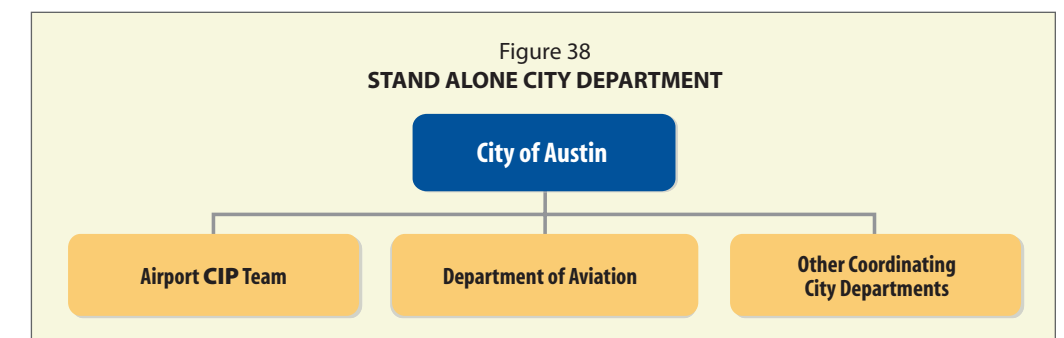 Figure 38
STAND ALONE CITY DEPARTMENT
City of Austin
Airport CIP Team
Department of Aviation
Other Coordinating
City Departments